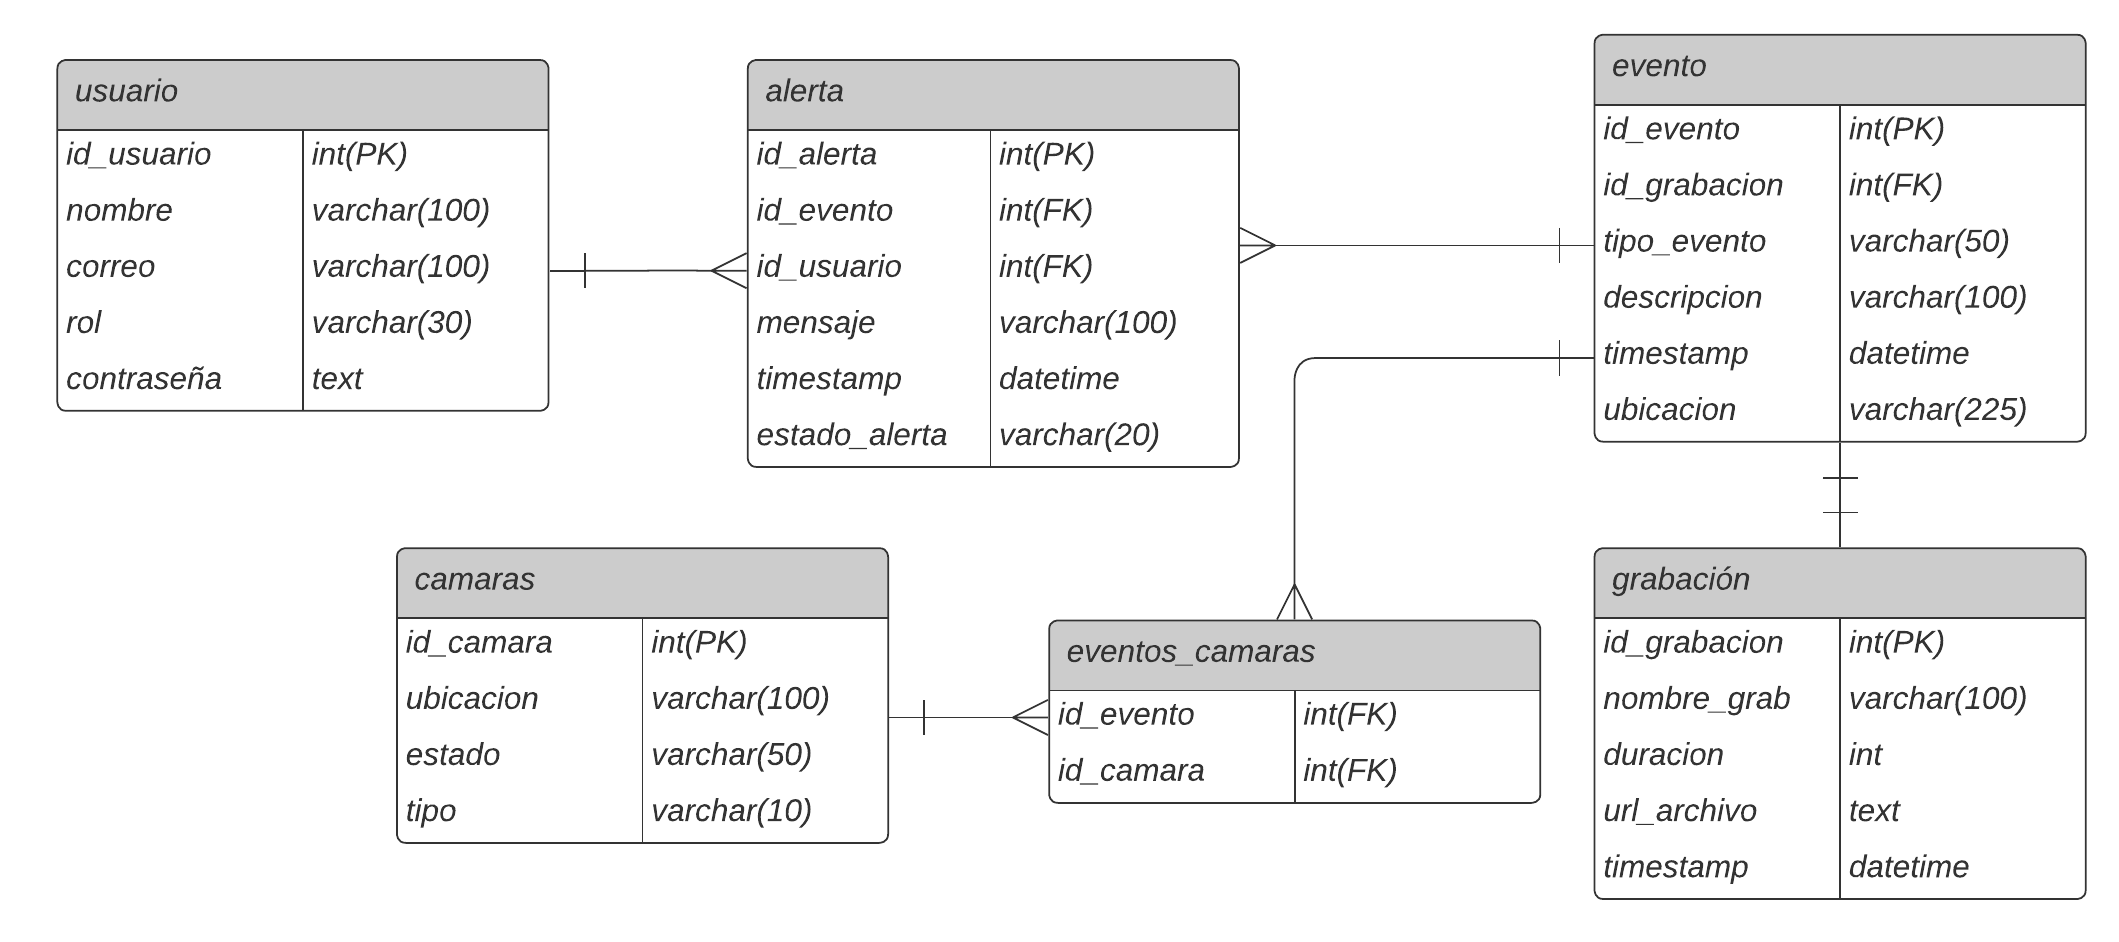 usuario
id_usuario int(PK)
nombre varchar(100)
correo varchar(100)
rol varchar(30)
contraseña text
alerta
id_alerta int(PK)
id_evento int(FK)
id_usuario int(FK)
mensaje varchar(100)
timestamp datetime
estado_alerta varchar(20)
evento
id_evento int(PK)
id_grabacion int(FK)
tipo_evento varchar(50)
descripcion varchar(100)
timestamp datetime
ubicacion varchar(225)
camaras
id_camara int(PK)
ubicacion varchar(100)
estado varchar(50)
tipo varchar(10)
eventos_camaras
id_evento int(FK)
id_camara int(FK)
grabación
id_grabacion int(PK)
nombre_grab varchar(100)
duracion int
url_archivo text
timestamp datetime